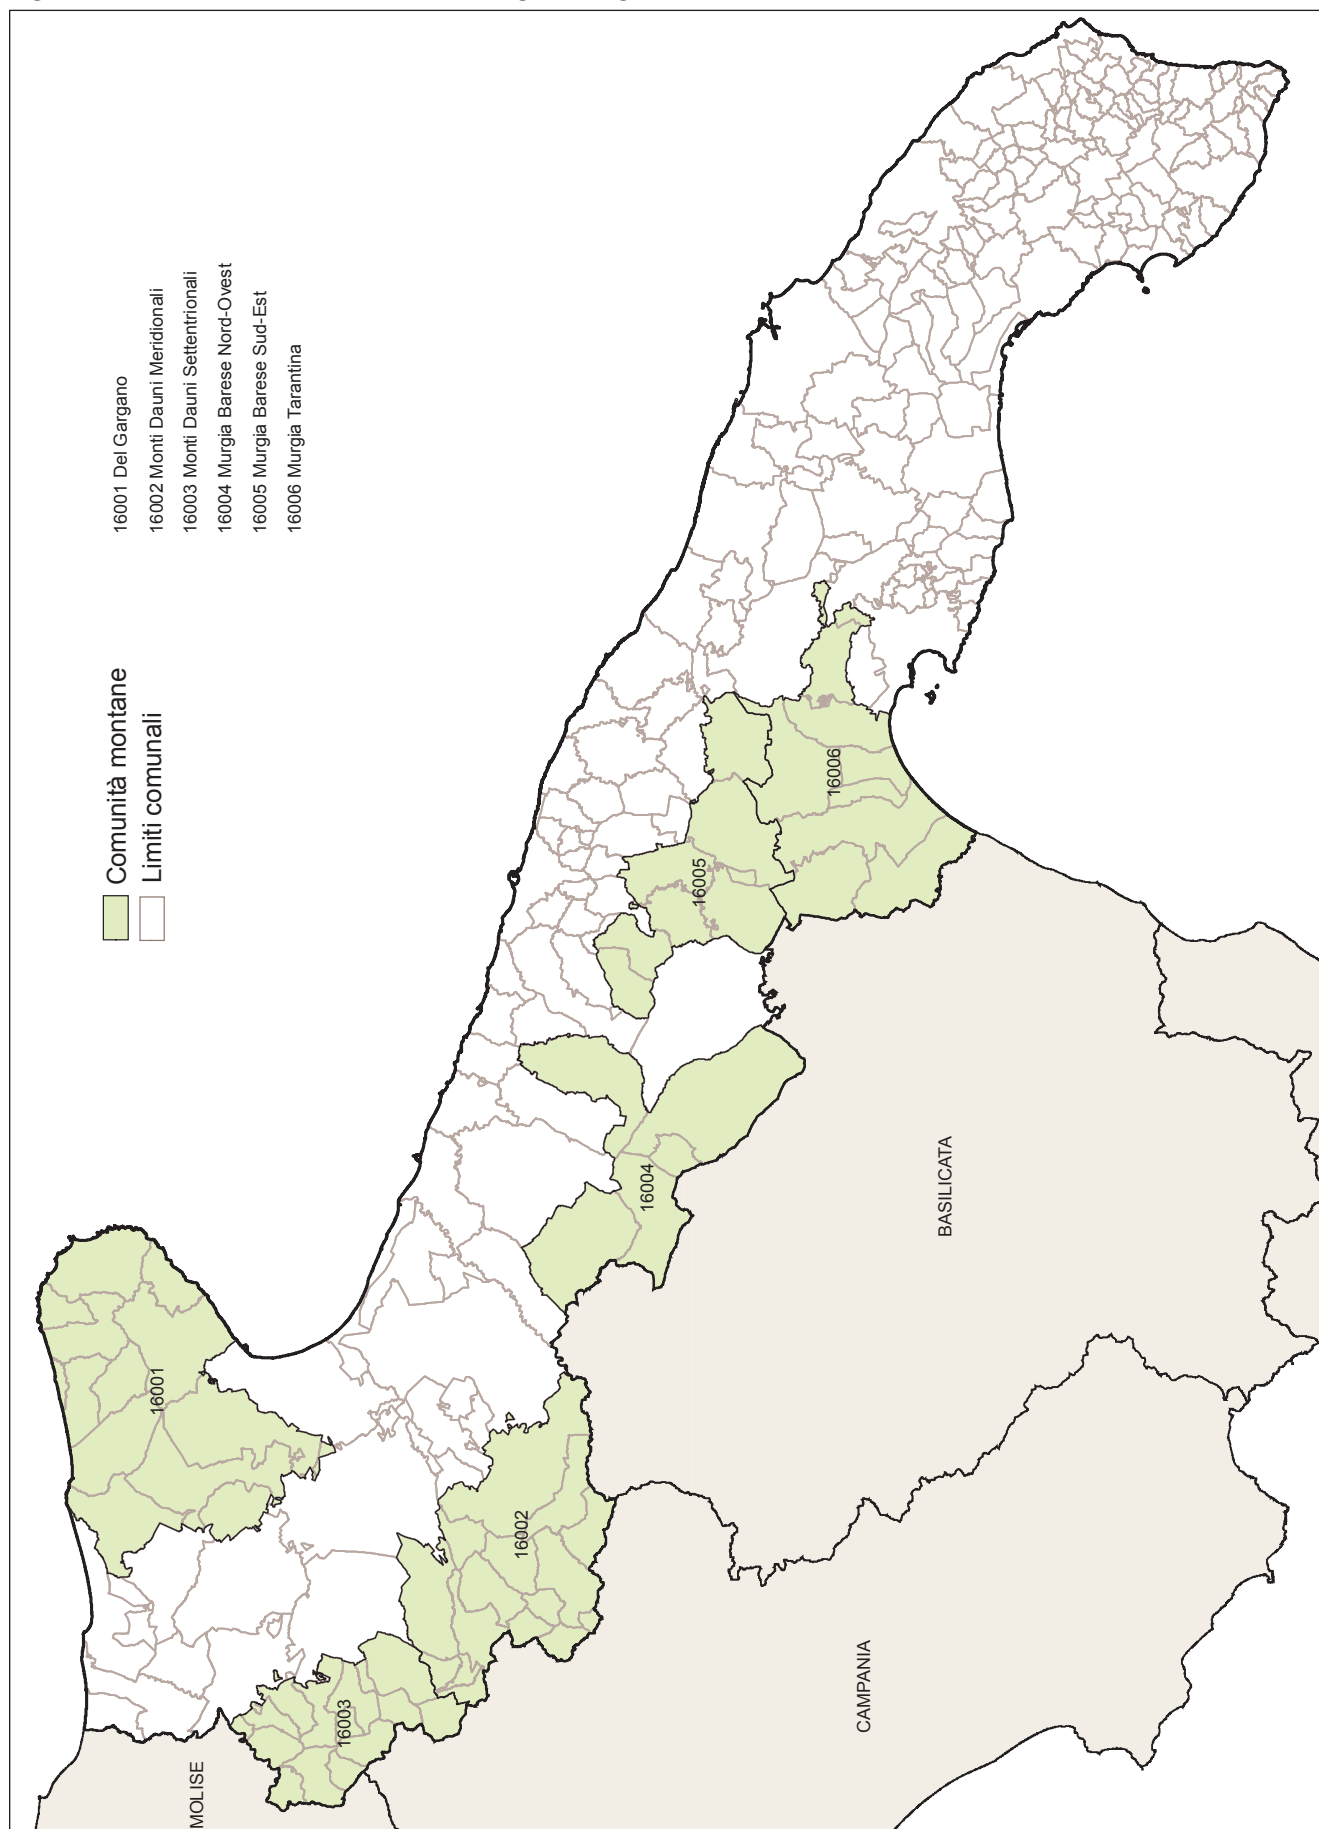 Comunità montane
Limiti comunali
16001 Del Gargano
16002 Monti Dauni Meridionali
16003 Monti Dauni Settentrionali
16004 Murgia Barese Nord-Ovest
16005 Murgia Barese Sud-Est
16006 Murgia Tarantina
16001
16002
16003
16004
16005
16006
MOLISE
CAMPANIA
BASILICATA